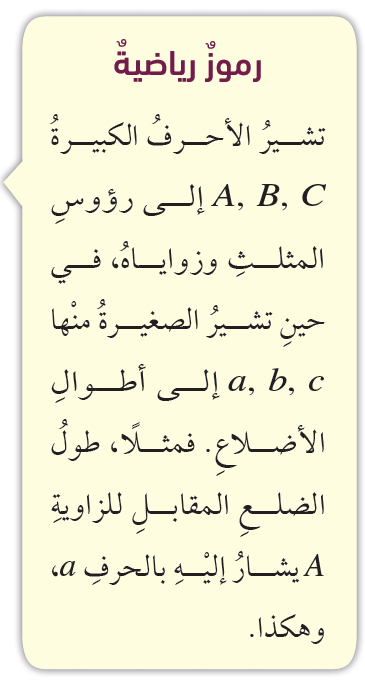 رموزٌ رياضيةٌ
تشيرُ الأحرفُ الكبيرةُ
A, B, C إلى رؤوسِ
المثلثِ وزواياهُ، في
حينِ تشيرُ الصغيرةُ منْها
a, b, c إلى أطوالِ
الأضلاعِ. فمثلًا، طولُ
الضلعِ المقابلِ للزاويةِ
A يشارُ إليْهِ بالحرفِ a،
وهكذا.